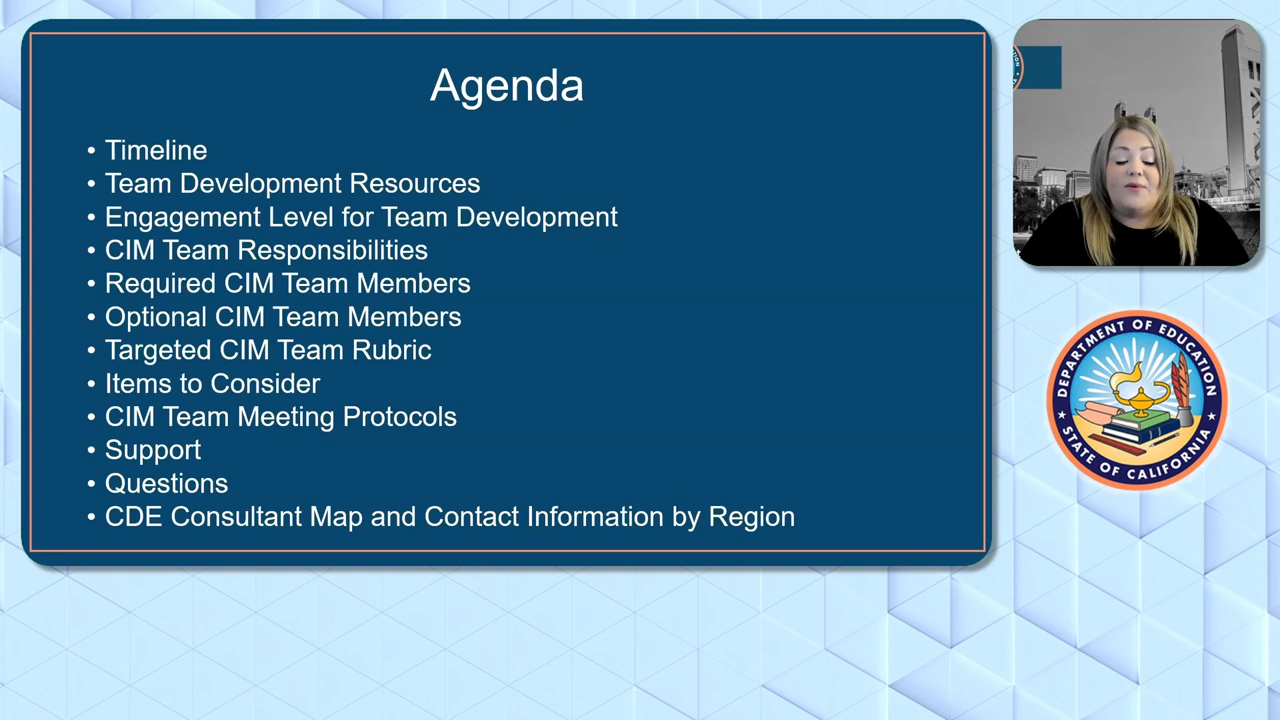 Agenda
• Timeline
• Team Development Resources
• Engagement Level for Team Development
• CIM Team Responsibilities
• Required CIM Team Members
• Optional CIM Team Members
• Targeted CIM Team Rubric
• Items to Consider
• CIM Team Meeting Protocols
• Support
• Questions
• CDE Consultant Map and Contact Information by Region
DEPARTMENT OF EDUCATION
STATE OF CALIFORNIA